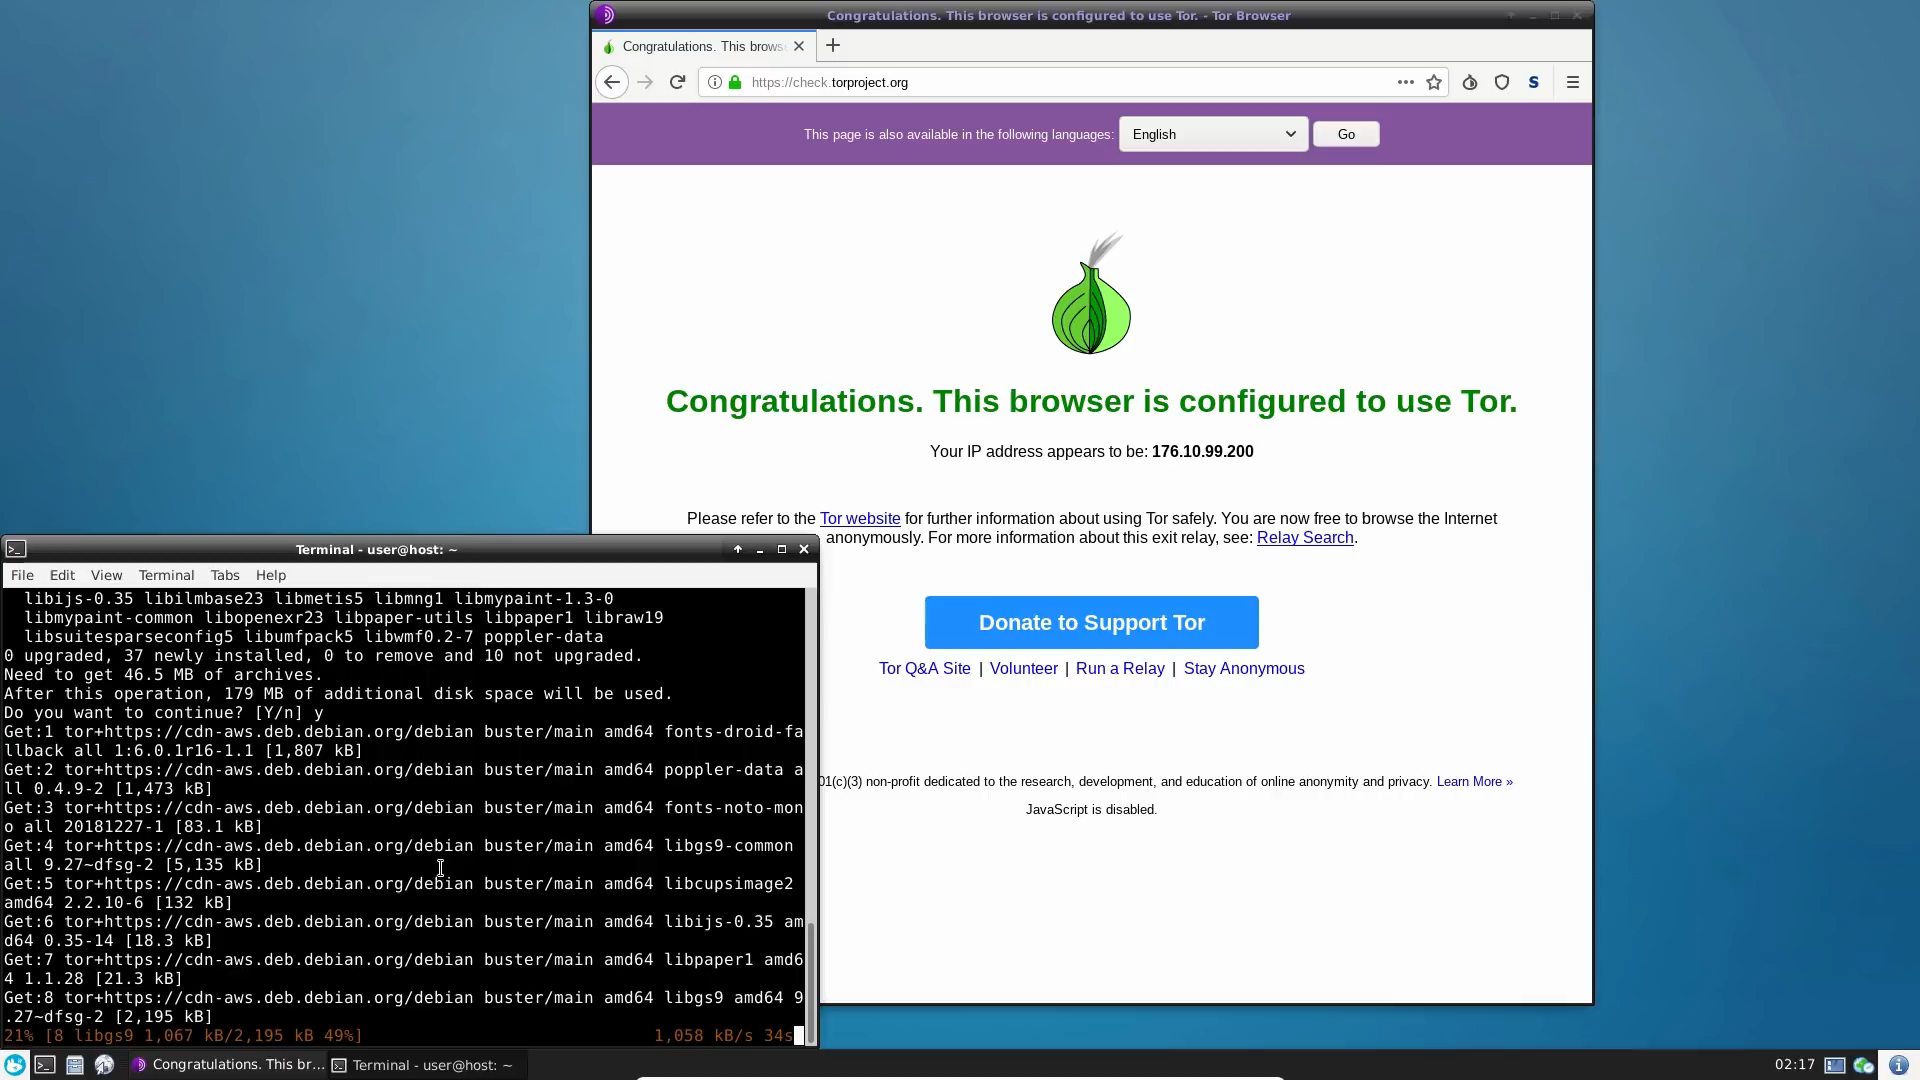 Congratulations. This browser is configured to use Tor. - Tor Browser
Congratulations. This brows
https://check.torproject.org
S
This page is also available in the following languages: English Go
Congratulations. This browser is configured to use Tor.
Your IP address appears to be: 176.10.99.200
Please refer to the Tor website for further information about using Tor safely. You are now free to browse the Internet
anonymously. For more information about this exit relay, see: Relay Search.
Donate to Support Tor
Tor Q&A Site | Volunteer | Run a Relay | Stay Anonymous
01(c)(3) non-profit dedicated to the research, development, and education of online anonymity and privacy. Learn More »
JavaScript is disabled.
Terminal - user@host: ~
File Edit View Terminal Tabs Help
libijs-0.35 libilmbase23 libmetis5 libmng1 libmypaint-1.3-0
libmypaint-common libopenexr23 libpaper-utils libpaper1 libraw19
libsuitesparseconfig5 libumfpack5 libwmf0.2-7 poppler-data
0 upgraded, 37 newly installed, 0 to remove and 10 not upgraded.
Need to get 46.5 MB of archives.
After this operation, 179 MB of additional disk space will be used.
Do you want to continue? [Y/n] y
Get:1 tor+https://cdn-aws.deb.debian.org/debian buster/main amd64 fonts-droid-fa
llback all 1:6.0.1r16-1.1 [1,807 kB]
Get:2 tor+https://cdn-aws.deb.debian.org/debian buster/main amd64 poppler-data a
ll 0.4.9-2 [1,473 kB]
Get:3 tor+https://cdn-aws.deb.debian.org/debian buster/main amd64 fonts-noto-mon
o all 20181227-1 [83.1 kB]
Get:4 tor+https://cdn-aws.deb.debian.org/debian buster/main amd64 libgs9-common
all 9.27~dfsg-2 [5,135 kB]
Get:5 tor+https://cdn-aws.deb.debian.org/debian buster/main amd64 libcupsimage2
amd64 2.2.10-6 [132 kB]
Get:6 tor+https://cdn-aws.deb.debian.org/debian buster/main amd64 libijs-0.35 am
d64 0.35-14 [18.3 kB]
Get:7 tor+https://cdn-aws.deb.debian.org/debian buster/main amd64 libpaper1 amd6
4 1.1.28 [21.3 kB]
Get:8 tor+https://cdn-aws.deb.debian.org/debian buster/main amd64 libgs9 amd64 9
.27~dfsg-2 [2,195 kB]
21% [8 libgs9 1,067 kB/2,195 kB 49%] 1,058 kB/s 34s
Congratulations. This br... Terminal - user@host: ~ 02:17